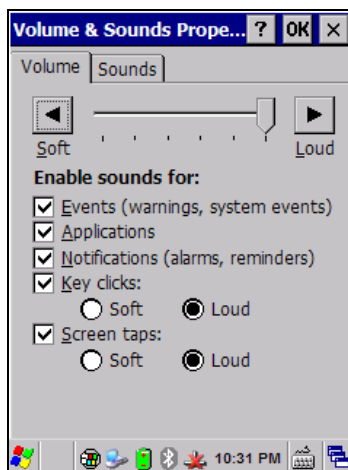 Volume & Sounds Prope... ? OK ×
Volume Sounds
Soft Loud
Enable sounds for:
Events (warnings, system events)
Applications
Notifications (alarms, reminders)
Key clicks:
Soft Loud
Screen taps:
Soft Loud
10:31 PM